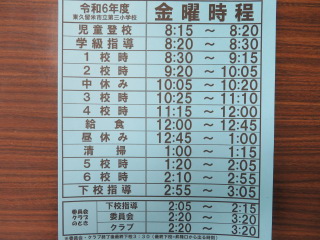 令和6年度
東久留米市立第三小学校
金曜時程
児童登校 8:15 ～ 8:20
学級指導 8:20 ～ 8:30
1校時 8:30 ～ 9:15
2校時 9:20 ～ 10:05
中休み 10:05 ～ 10:20
3校時 10:25 ～ 11:10
4校時 11:15 ～ 12:00
給食 12:00 ～ 12:45
昼休み 12:45 ～ 1:00
清掃 1:00 ～ 1:15
5校時 1:20 ～ 2:05
6校時 2:10 ～ 2:55
下校指導 2:55 ～ 3:05
委員会
クラブ
のとき
下校指導 2:05 ～ 2:15
委員会 2:20 ～ 3:20
クラブ 2:20 ～ 3:20